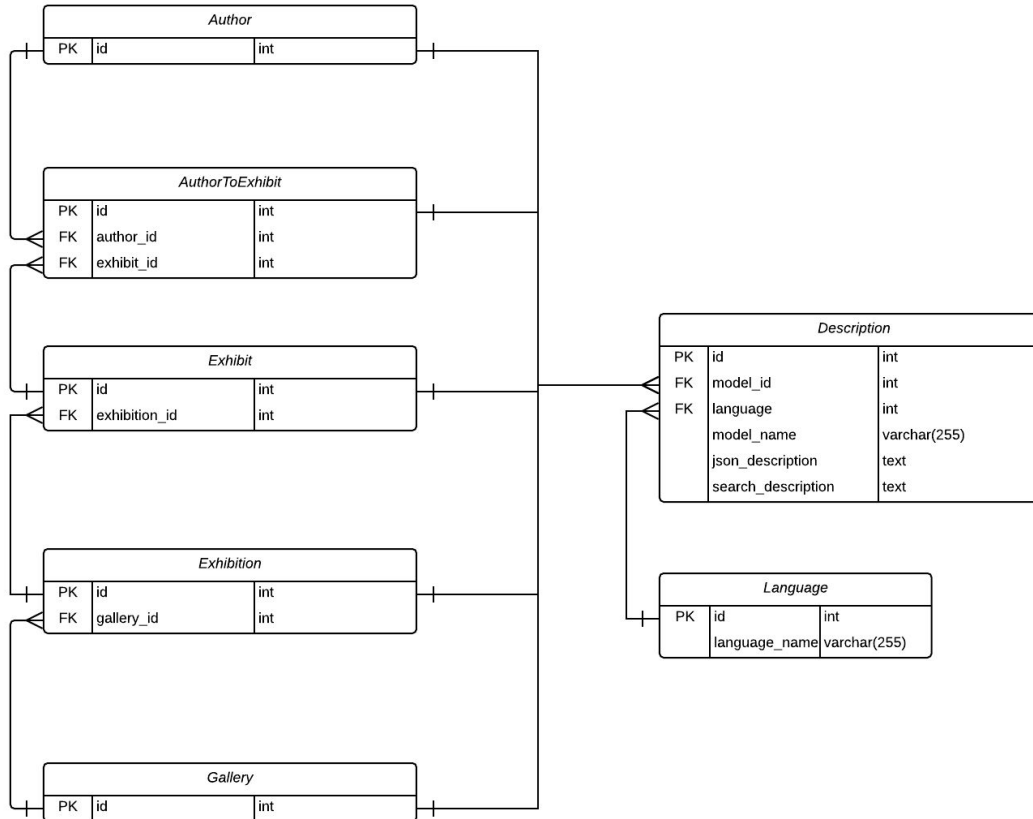 Author
PK id int
AuthorToExhibit
PK id int
FK author_id int
FK exhibit_id int
Exhibit
PK id int
FK exhibition_id int
Exhibition
PK id int
FK gallery_id int
Gallery
PK id int
Description
PK id int
FK model_id int
FK language int
model_name varchar(255)
json_description text
search_description text
Language
PK id int
language_name varchar(255)